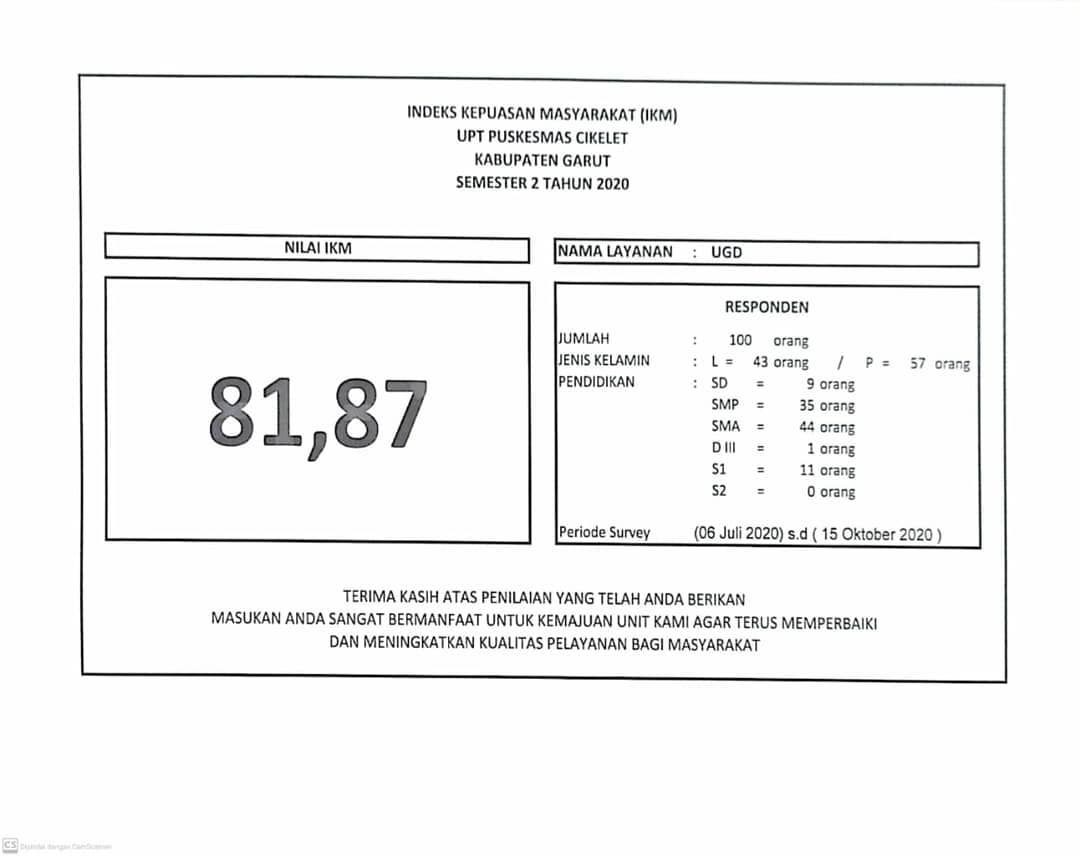 INDEKS KEPUASAN MASYARAKAT (IKM)
UPT PUSKESMAS CIKELET
KABUPATEN GARUT
SEMESTER 2 TAHUN 2020
NILAI IKM
81,87
NAMA LAYANAN : UGD
RESPONDEN
JUMLAH : 100 orang
JENIS KELAMIN : L = 43 orang / P = 57 orang
PENDIDIKAN : SD = 9 orang
SMP = 35 orang
SMA = 44 orang
D III = 1 orang
S1 = 11 orang
S2 = 0 orang
Periode Survey (06 Juli 2020) s.d ( 15 Oktober 2020 )
TERIMA KASIH ATAS PENILAIAN YANG TELAH ANDA BERIKAN
MASUKAN ANDA SANGAT BERMANFAAT UNTUK KEMAJUAN UNIT KAMI AGAR TERUS MEMPERBAIKI
DAN MENINGKATKAN KUALITAS PELAYANAN BAGI MASYARAKAT
CS Dipindai dengan CamScanner